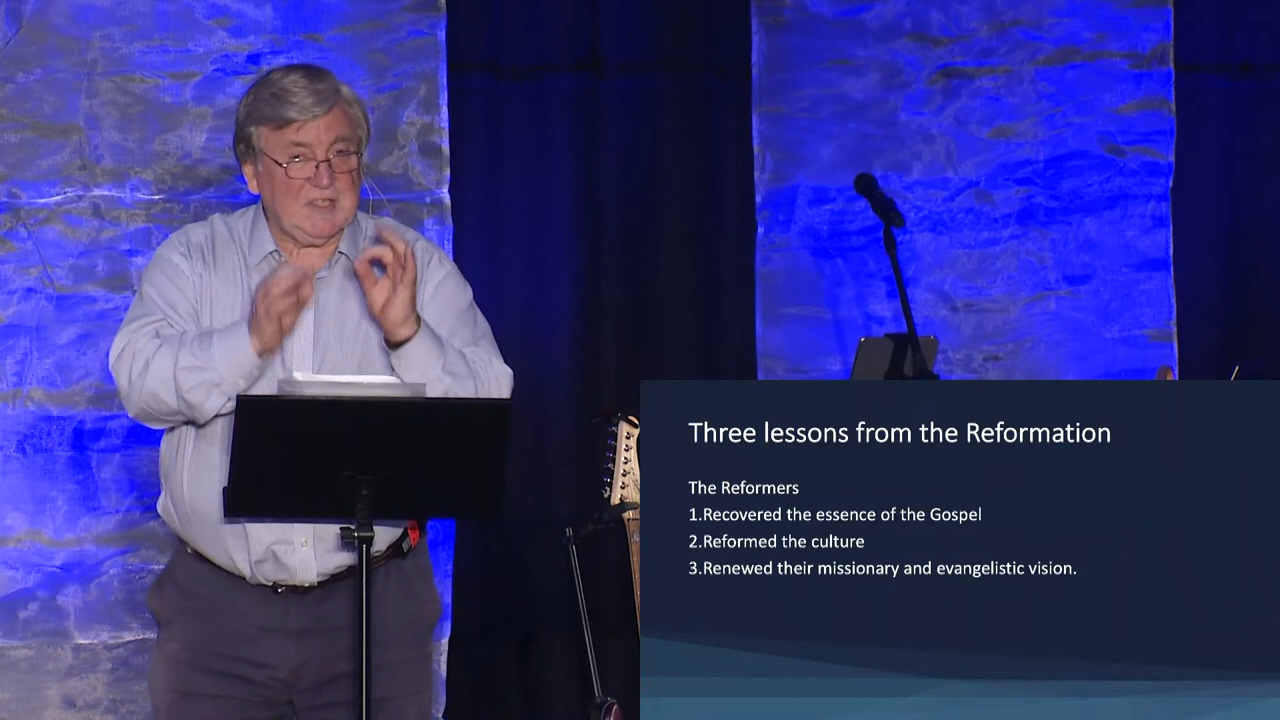 Three lessons from the Reformation
The Reformers
1.Recovered the essence of the Gospel
2.Reformed the culture
3.Renewed their missionary and evangelistic vision.